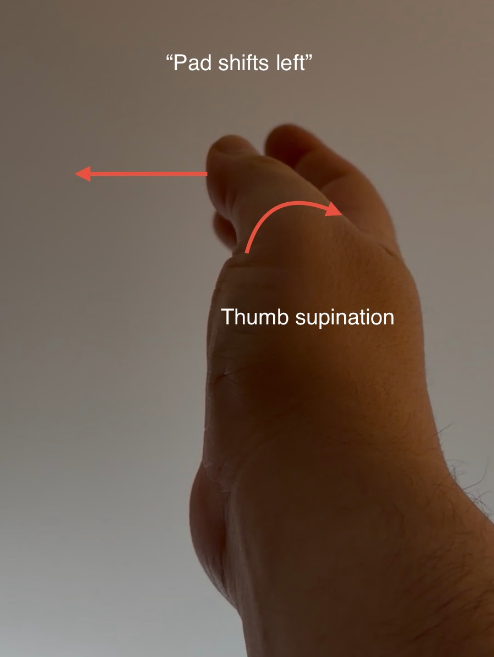 “Pad shifts left”
Thumb supination